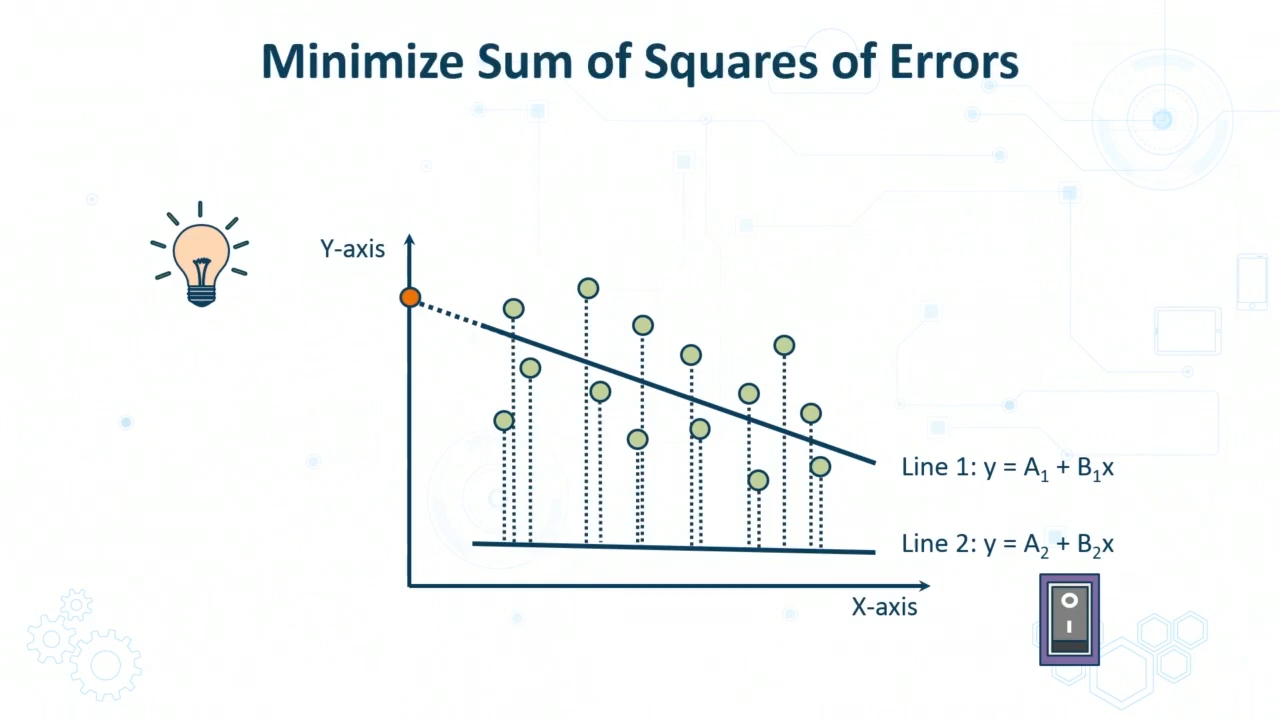 Minimize Sum of Squares of Errors
Y-axis
Line 1: y = A₁ + B₁x
Line 2: y = A₂ + B₂x
X-axis
O
I